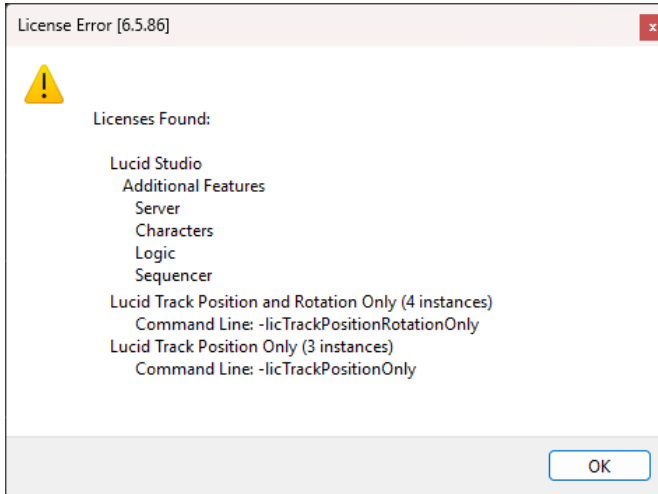 License Error [6.5.86]
x
Licenses Found:
Lucid Studio
Additional Features
Server
Characters
Logic
Sequencer
Lucid Track Position and Rotation Only (4 instances)
Command Line: -licTrackPositionRotationOnly
Lucid Track Position Only (3 instances)
Command Line: -licTrackPositionOnly
OK